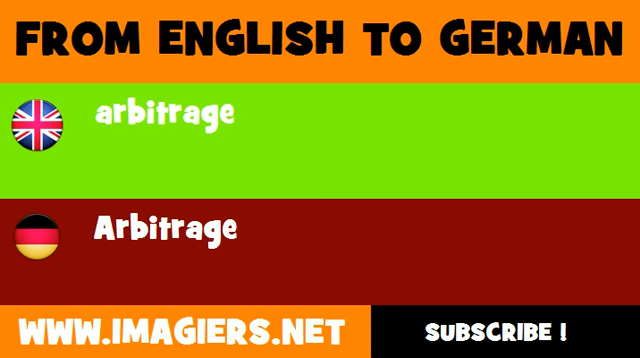 FROM ENGLISH TO GERMAN
arbitrage
Arbitrage
WWW.IMAGIERS.NET
SUBSCRIBE !